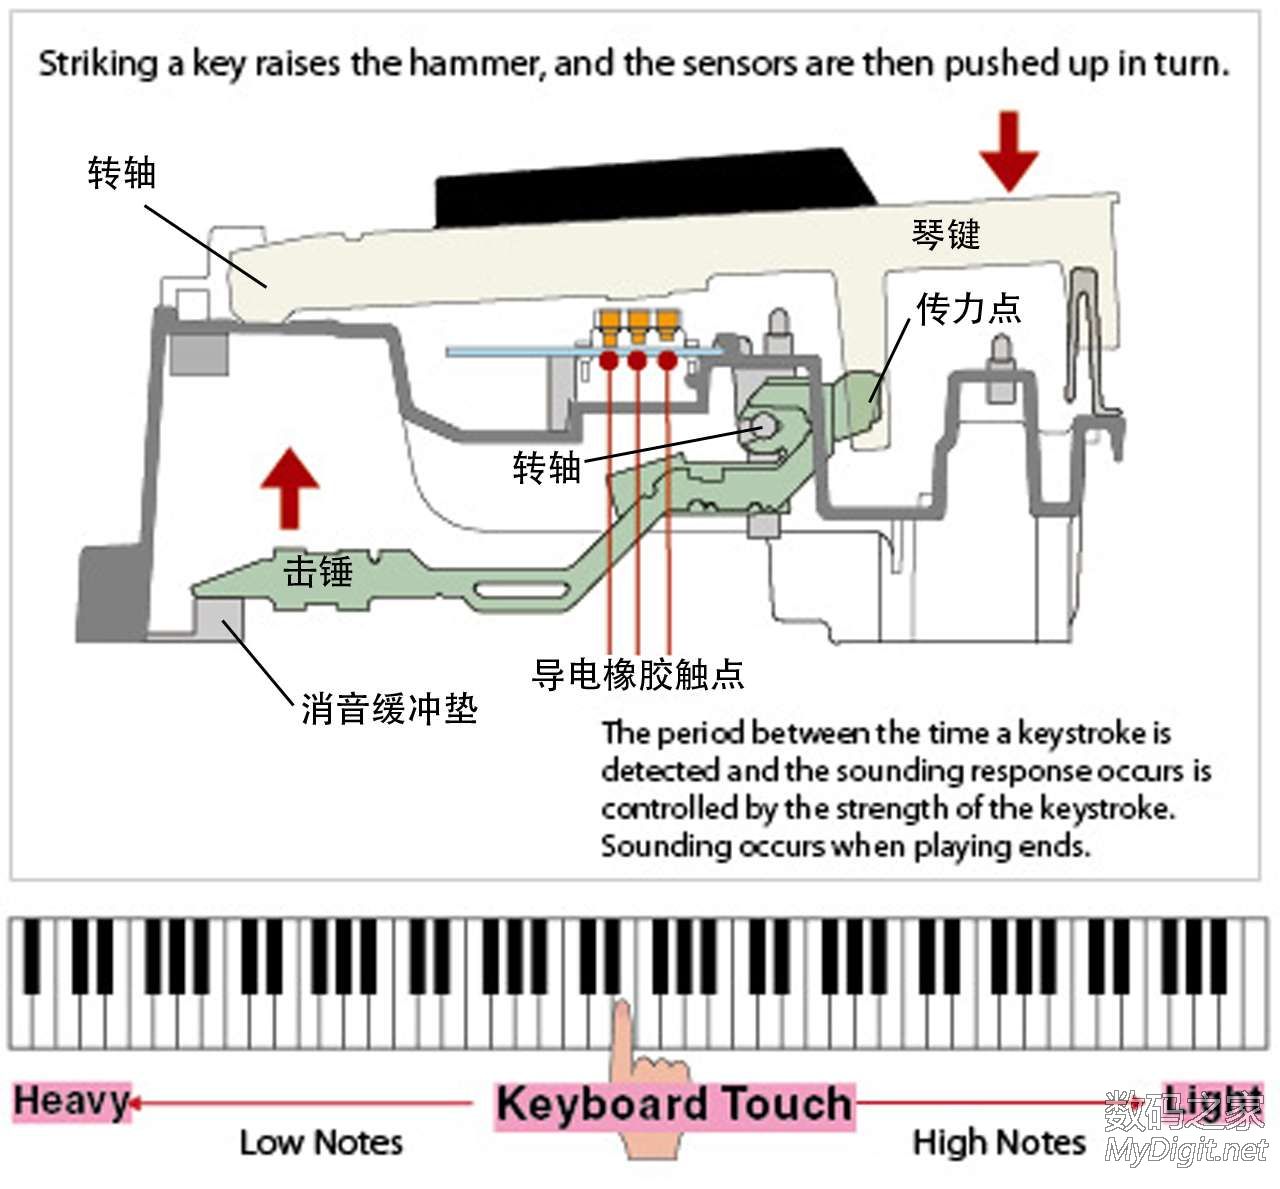 Striking a key raises the hammer, and the sensors are then pushed up in turn.
转轴
琴键
传力点
转轴
击锤
导电橡胶触点
消音缓冲垫
The period between the time a keystroke is
detected and the sounding response occurs is
controlled by the strength of the keystroke.
Sounding occurs when playing ends.
Heavy
Keyboard Touch
Light
Low Notes
High Notes
数码之家
MyDigit.net